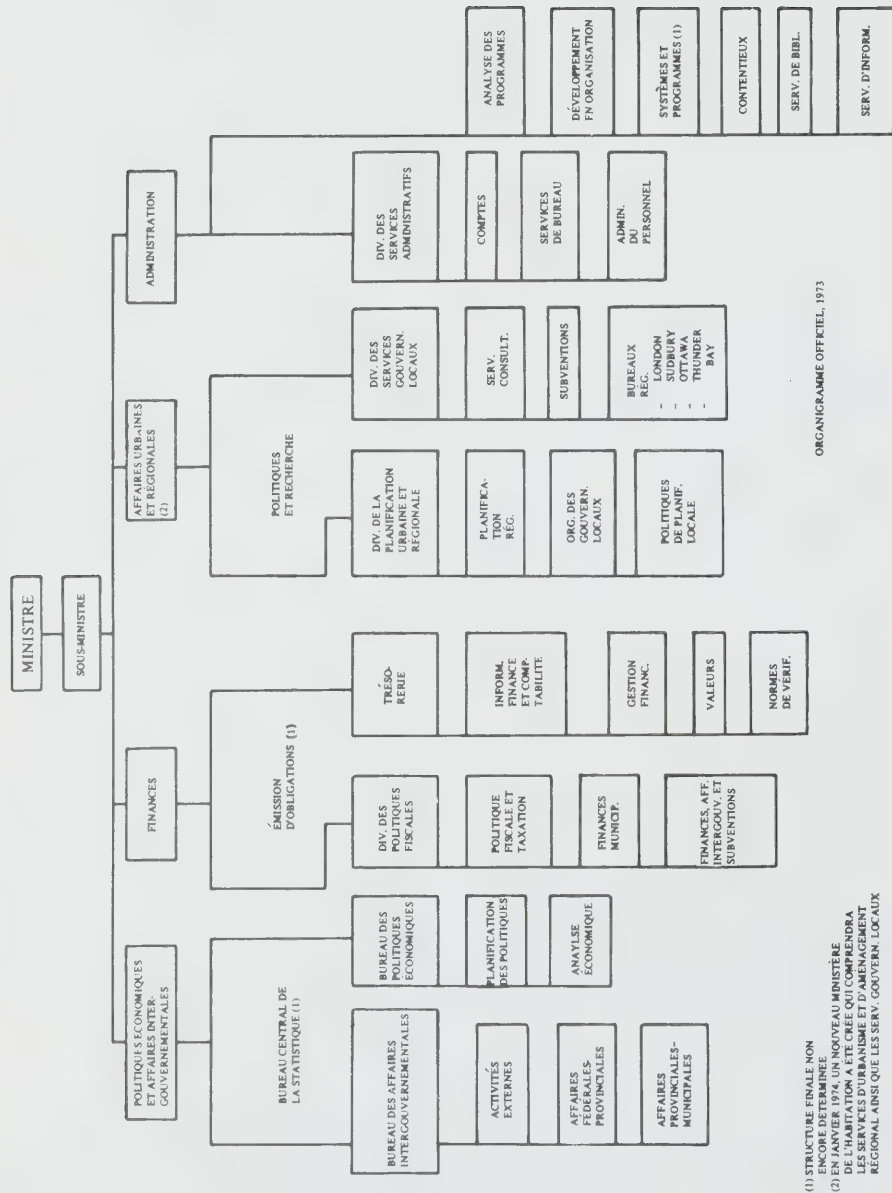 MINISTRE
SOUS-MINISTRE
POLITIQUES ÉCONOMIQUES
ET AFFAIRES INTER-
GOUVERNEMENTALES
FINANCES
AFFAIRES URBAINES
ET RÉGIONALES
(2)
ADMINISTRATION
BUREAU CENTRAL DE
LA STATISTIQUE (1)
ÉMISSION
D'OBLIGATIONS (1)
POLITIQUES
ET RECHERCHE
BUREAU DES AFFAIRES
INTERGOUVERNEMENTALES
ACTIVITÉS
EXTERNES
AFFAIRES
FÉDÉRALES-
PROVINCIALES
AFFAIRES
PROVINCIALES-
MUNICIPALES
BUREAU DES
POLITIQUES
ÉCONOMIQUES
PLANIFICATION
DES POLITIQUES
ANAYLSE
ÉCONOMIQUE
DIV. DES
POLITIQUES
FISCALES
POLITIQUE
FISCALE ET
TAXATION
FINANCES
MUNICIP.
FINANCES, AFF.
INTERGOUV. ET
SUBVENTIONS
TRÉSO-
RERIE
INFORM.
FINANCE
ET COMP-
TABILITE
GESTION
FINANC.
VALEURS
NORMES
DE VÉRIF.
DIV. DE LA
PLANIFICATION
URBAINE ET
RÉGIONALE
PLANIFICA-
TION
RÉG.
ORG. DES
GOUVERN.
LOCAUX
POLITIQUES
DE PLANIF.
LOCALE
DIV. DES
SERVICES
GOUVERN.
LOCAUX
SERV.
CONSULT.
SUBVENTIONS
BUREAUX
RÉG.
- LONDON
- SUDBURY
- OTTAWA
- THUNDER
BAY
DIV. DES
SERVICES
ADMINISTRATIFS
COMPTES
SERVICES
DE BUREAU
ADMIN.
DU
PERSONNEL
ANALYSE DES
PROGRAMMES
DÉVELOPPEMENT
EN ORGANISATION
SYSTÈMES ET
PROGRAMMES (1)
CONTENTIEUX
SERV. DE BIBL.
SERV. D'INFORM.
ORGANIGRAMME OFFICIEL, 1973
(1) STRUCTURE FINALE NON
ENCORE DETERMINEE
(2) EN JANVIER 1974, UN NOUVEAU MINISTÈRE
DE L'HABITATION A ÉTE CRÉE QUI COMPRENDRA
LES SERVICES D'URBANISME ET D'AMENAGEMENT
RÉGIONAL AINSI QUE LES SERV. GOUVERN. LOCAUX